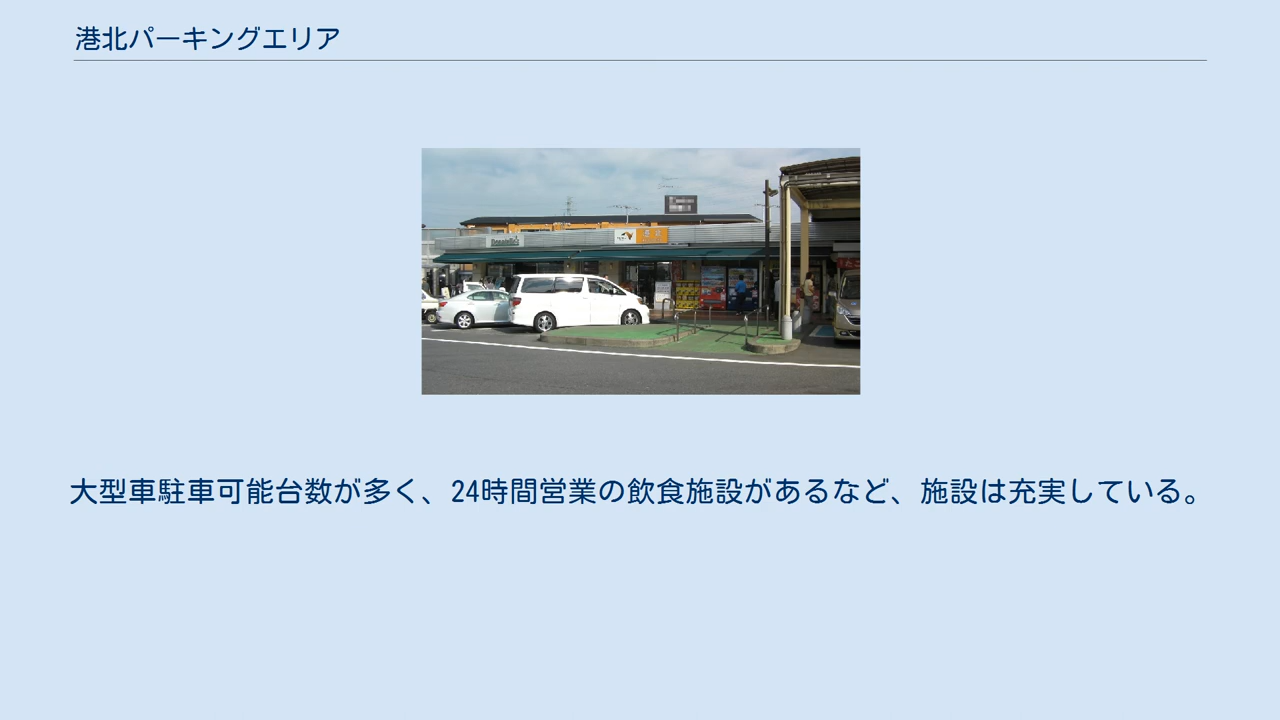 港北パーキングエリア
大型車駐車可能台数が多く、24時間営業の飲食施設があるなど、施設は充実している。